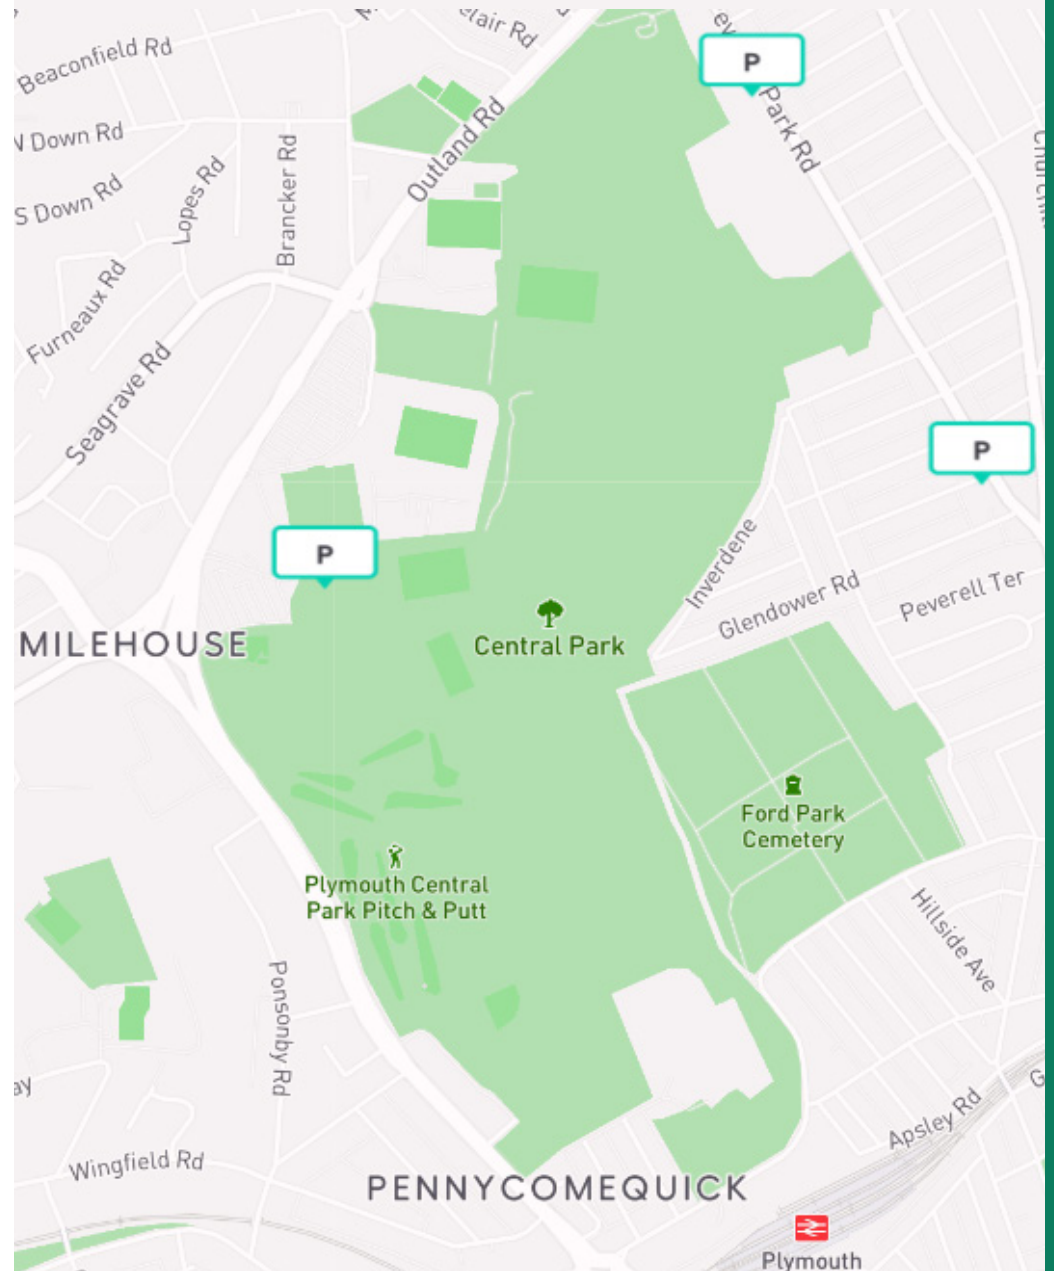 Beaconfield Rd
P
Park Rd
Outland Rd
Down Rd
Brancker Rd
Lopes Rd
S Down Rd
Furneaux Rd
Seagrave Rd
P
P
Inverdene
Glendower Rd
Peverell Ter
Central Park
MILEHOUSE
Ford Park
Cemetery
Plymouth Central
Park Pitch & Putt
Hillside Ave
Ponsonby Rd
Apsley Rd
Wingfield Rd
PENNYCOMEQUICK
Plymouth